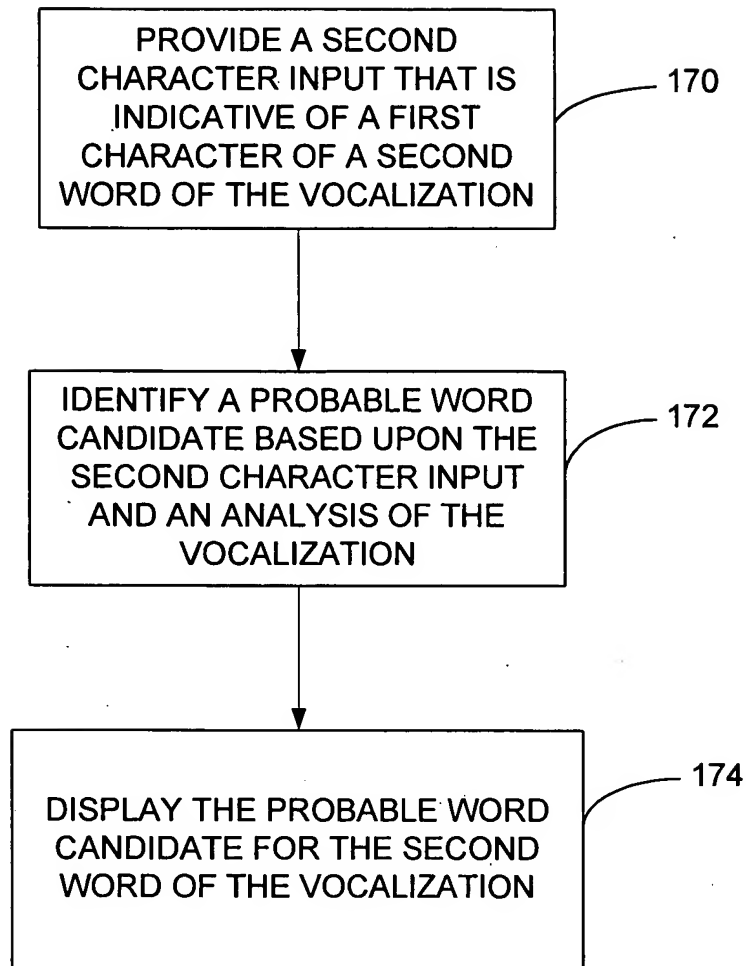 PROVIDE A SECOND
CHARACTER INPUT THAT IS
INDICATIVE OF A FIRST
CHARACTER OF A SECOND
WORD OF THE VOCALIZATION
170
IDENTIFY A PROBABLE WORD
CANDIDATE BASED UPON THE
SECOND CHARACTER INPUT
AND AN ANALYSIS OF THE
VOCALIZATION
172
DISPLAY THE PROBABLE WORD
CANDIDATE FOR THE SECOND
WORD OF THE VOCALIZATION
174